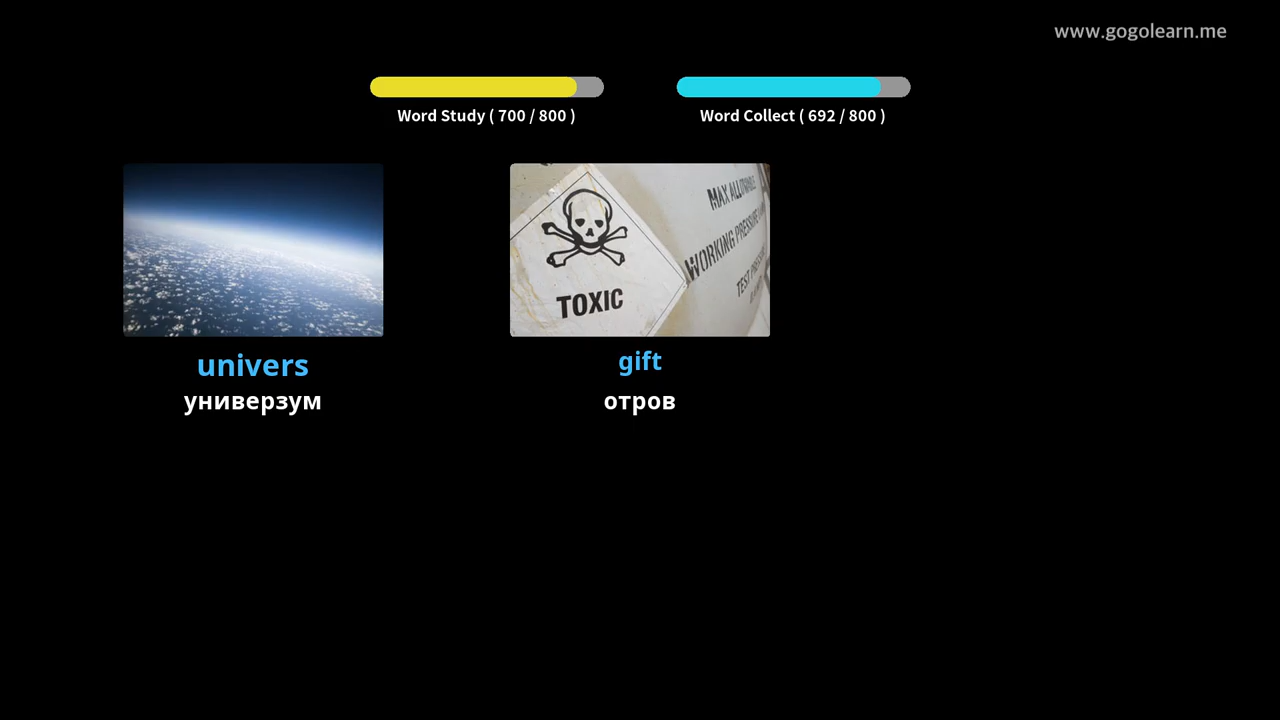 www.gogolearn.me
Word Study ( 700 / 800 )
Word Collect ( 692 / 800 )
TOXIC
MAX
WORKING PRESSURE
TEST
univers
универзум
gift
отров